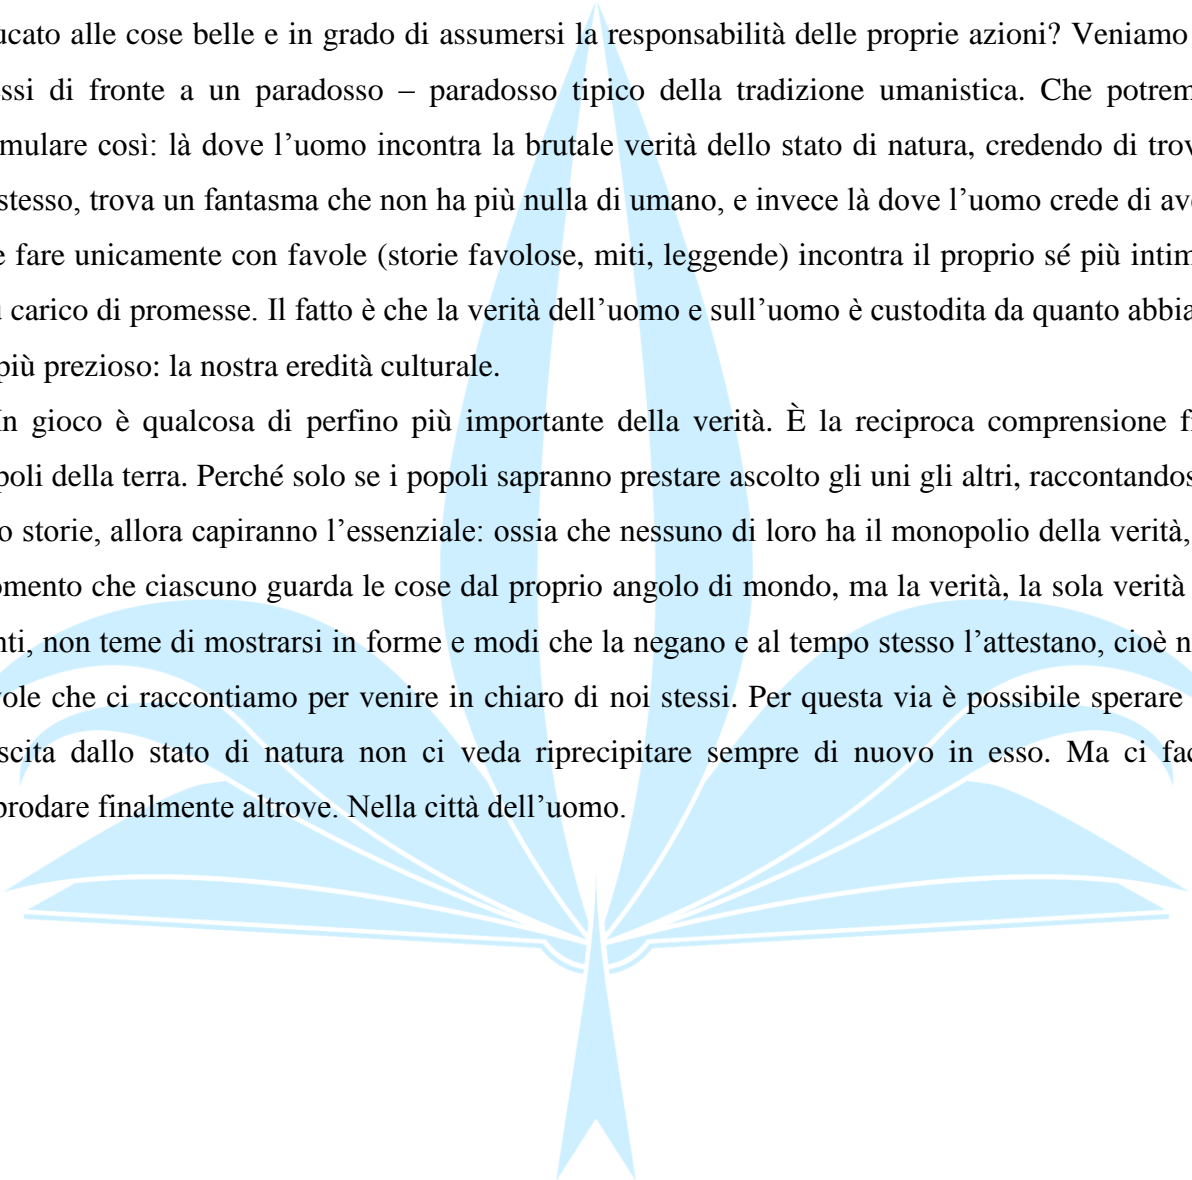 ucato alle cose belle e in grado di assumersi la responsabilità delle proprie azioni? Veniamo
ssi di fronte a un paradosso – paradosso tipico della tradizione umanistica. Che potrem
mulare così: là dove l’uomo incontra la brutale verità dello stato di natura, credendo di trov
stesso, trova un fantasma che non ha più nulla di umano, e invece là dove l’uomo crede di av
e fare unicamente con favole (storie favolose, miti, leggende) incontra il proprio sé più intim
carico di promesse. Il fatto è che la verità dell’uomo e sull’uomo è custodita da quanto abbia
più prezioso: la nostra eredità culturale.
In gioco è qualcosa di perfino più importante della verità. È la reciproca comprensione f
poli della terra. Perché solo se i popoli sapranno prestare ascolto gli uni gli altri, raccontandos
o storie, allora capiranno l’essenziale: ossia che nessuno di loro ha il monopolio della verità,
omento che ciascuno guarda le cose dal proprio angolo di mondo, ma la verità, la sola verità
nti, non teme di mostrarsi in forme e modi che la negano e al tempo stesso l’attestano, cioè n
vole che ci raccontiamo per venire in chiaro di noi stessi. Per questa via è possibile sperare
scita dallo stato di natura non ci veda riprecipitare sempre di nuovo in esso. Ma ci fac
prodare finalmente altrove. Nella città dell’uomo.